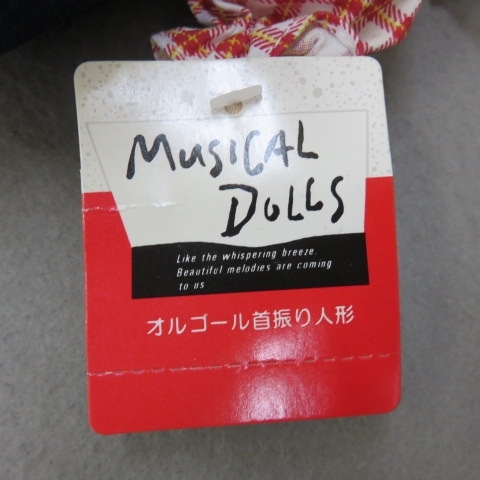 MUSICAL
DOLLS
Like the whispering breeze.
Beautiful melodies are coming
to us
オルゴール首振り人形